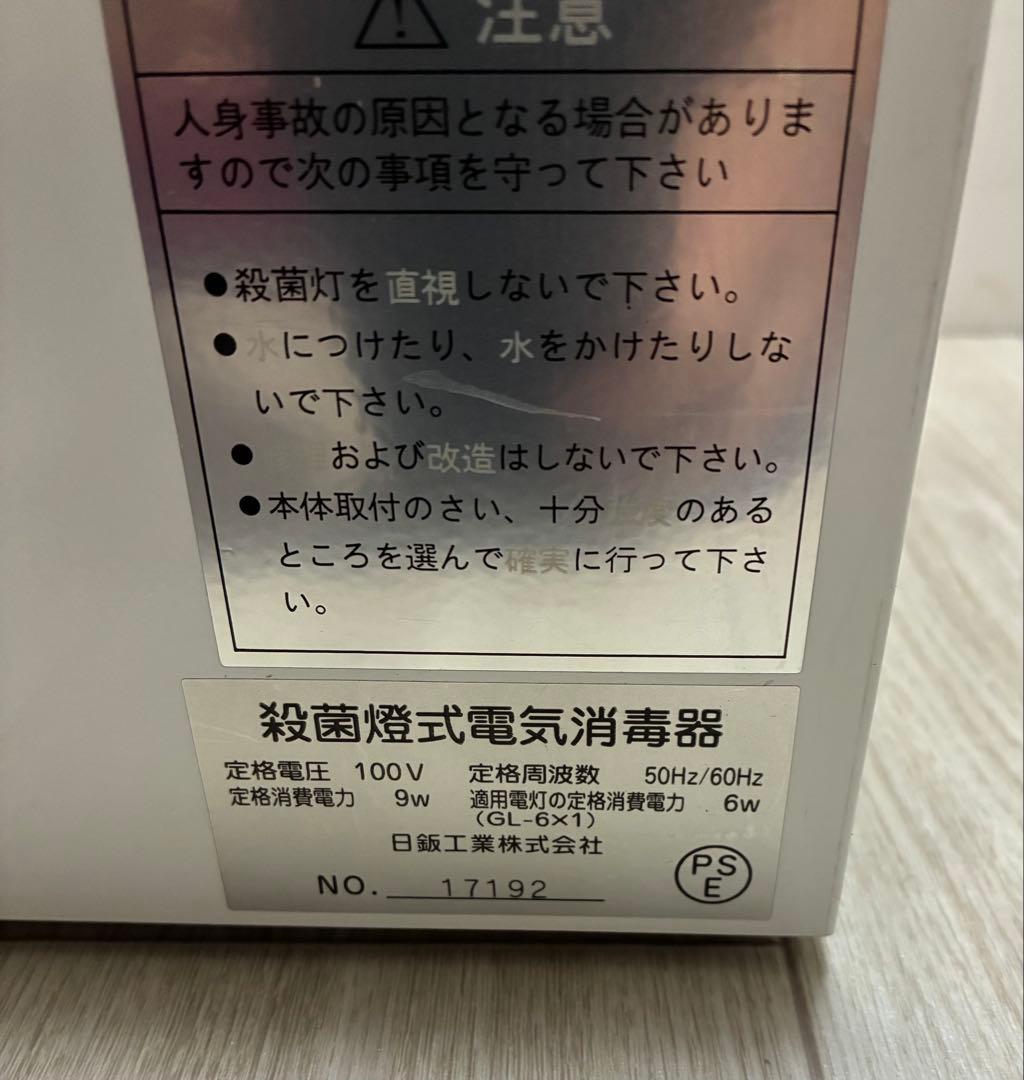 注意
人身事故の原因となる場合がありま
すので次の事項を守って下さい
●殺菌灯を直視しないで下さい。
●水につけたり、水をかけたりしな
いで下さい。
● および改造はしないで下さい。
●本体取付のさい、十分強度のある
ところを選んで確実に行って下さ
い。
殺菌燈式電気消毒器
定格電圧 100V 定格周波数 50Hz/60Hz
定格消費電力 9w 適用電灯の定格消費電力 6w
(GL-6×1)
日鈑工業株式会社
NO. 17192
PSE